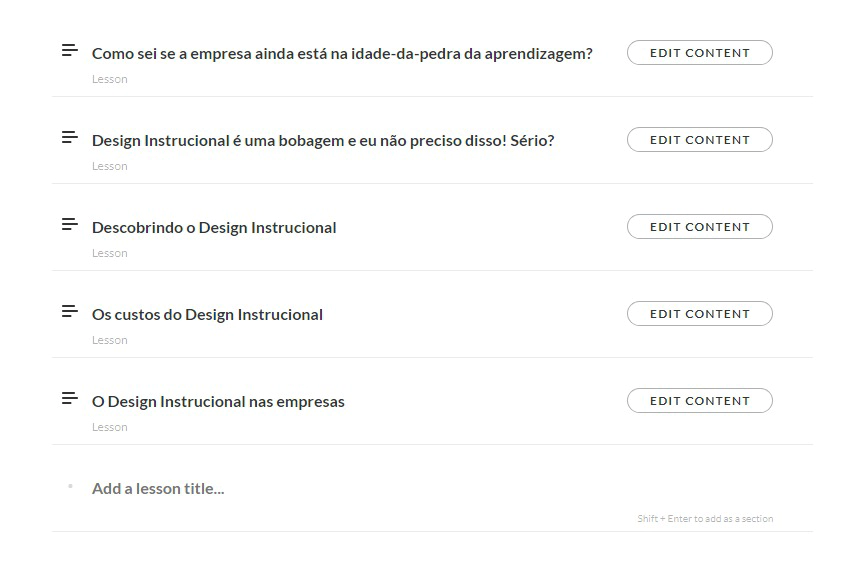 Como sei se a empresa ainda está na idade-da-pedra da aprendizagem?
EDIT CONTENT
Lesson
Design Instrucional é uma bobagem e eu não preciso disso! Sério?
EDIT CONTENT
Lesson
Descobrindo o Design Instrucional
EDIT CONTENT
Lesson
Os custos do Design Instrucional
EDIT CONTENT
Lesson
O Design Instrucional nas empresas
EDIT CONTENT
Lesson
Add a lesson title...
Shift + Enter to add as a section